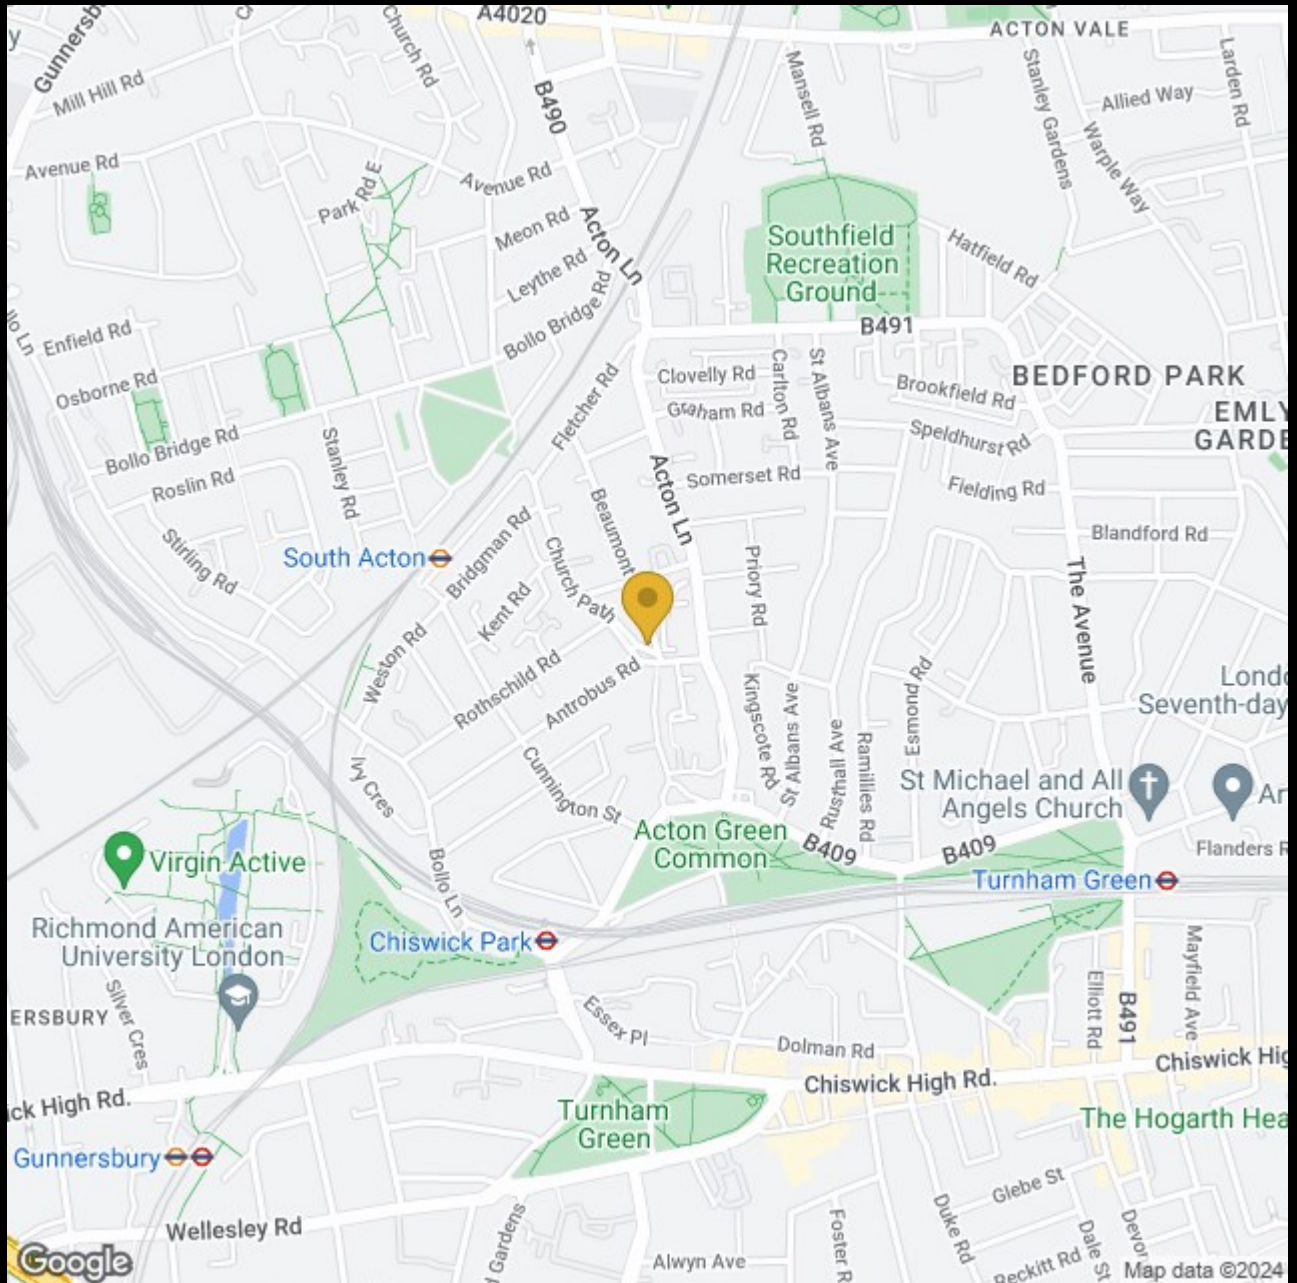 A4020
ACTON VALE
Church Rd
Mill Hill Rd
B490
Mansell Rd
Stanley Gardens
Allied Way
Larden Rd
Warple Way
Avenue Rd
Park Rd E
Avenue Rd
Meon Rd
Acton Ln
Leythe Rd
Southfield
Recreation
Ground
Hatfield Rd
Enfield Rd
Bollo Bridge Rd
B491
Osborne Rd
Fletcher Rd
Clovelly Rd
Carlton Rd
St Albans Ave
Brookfield Rd
BEDFORD PARK
Graham Rd
Bollo Bridge Rd
Stanley Rd
Speldhurst Rd
Roslin Rd
Acton Ln
Somerset Rd
Fielding Rd
Stirling Rd
Beaumont
Blandford Rd
South Acton
Bridgman Rd
Church Path
Priory Rd
The Avenue
Kent Rd
Weston Rd
Rothschild Rd
Antrobus Rd
Kingscote Rd
St Albans Ave
Rusthall Ave
Ramillies Rd
Esmond Rd
Seventh-day
Ivy Cres
Cunnington St
St Michael and All
Angels Church
Acton Green
Common
B409
B409
Flanders R
Virgin Active
Bollo Ln
Turnham Green
Richmond American
University London
Chiswick Park
Mayfield Ave
Silver Cres
ERSBURY
Essex Pl
Elliott Rd
B491
Dolman Rd
Chiswick High Rd.
Chiswick Hig
ick High Rd.
Turnham
Green
The Hogarth Hea
Gunnersbury
Glebe St
Wellesley Rd
Gardens
Foster R
Duke Rd
Dale St
Devon
Alwyn Ave
Reckitt Rd
Google
Map data ©2024